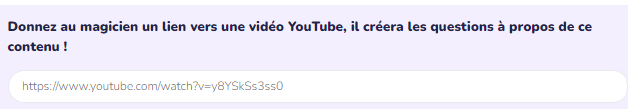 Donnez au magicien un lien vers une vidéo YouTube, il créera les questions à propos de ce
contenu !
https://www.youtube.com/watch?v=y8YSkSs3ss0